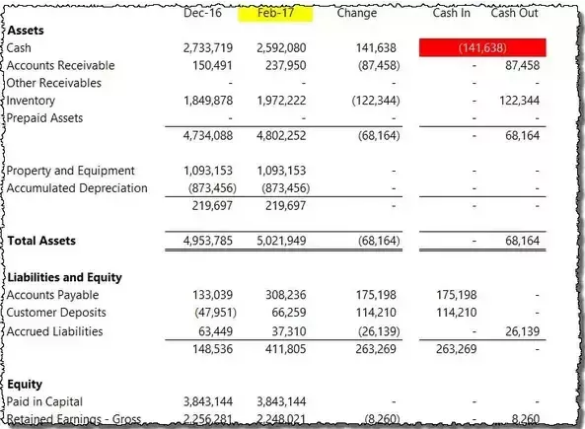 Dec-16 Feb-17 Change Cash In Cash Out
Assets
Cash 2,733,719 2,592,080 141,638 (141,638)
Accounts Receivable 150,491 237,950 (87,458) - 87,458
Other Receivables - - - - -
Inventory 1,849,878 1,972,222 (122,344) - 122,344
Prepaid Assets - - - - -
4,734,088 4,802,252 (68,164) - 68,164
Property and Equipment 1,093,153 1,093,153 - - -
Accumulated Depreciation (873,456) (873,456) - - -
219,697 219,697 - - -
Total Assets 4,953,785 5,021,949 (68,164) - 68,164
Liabilities and Equity
Accounts Payable 133,039 308,236 175,198 175,198 -
Customer Deposits (47,951) 66,259 114,210 114,210 -
Accrued Liabilities 63,449 37,310 (26,139) - 26,139
148,536 411,805 263,269 263,269 -
Equity
Paid in Capital 3,843,144 3,843,144 - - -
Retained Earnings - Gross 2,256,281 2,248,021 (8,260) - 8,260